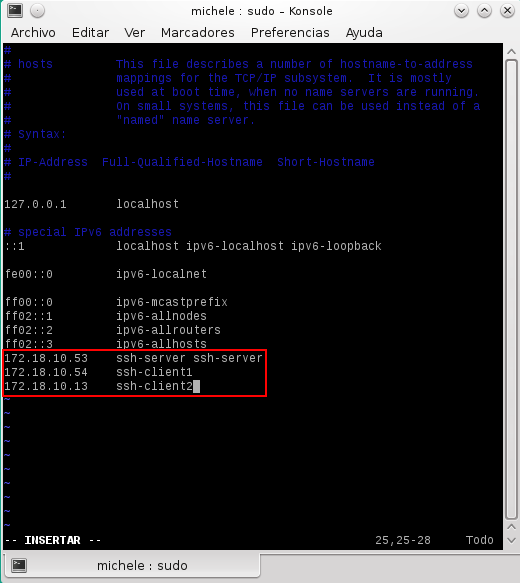 michele : sudo – Konsole
Archivo Editar Ver Marcadores Preferencias Ayuda
#
# hosts         This file describes a number of hostname-to-address
#               mappings for the TCP/IP subsystem.  It is mostly
#               used at boot time, when no name servers are running.
#               On small systems, this file can be used instead of a
#               "named" name server.
# Syntax:
#
# IP-Address  Full-Qualified-Hostname  Short-Hostname
#
127.0.0.1       localhost
# special IPv6 addresses
::1             localhost ipv6-localhost ipv6-loopback
fe00::0         ipv6-localnet
ff00::0         ipv6-mcastprefix
ff02::1         ipv6-allnodes
ff02::2         ipv6-allrouters
ff02::3         ipv6-allhosts
172.18.10.53    ssh-server ssh-server
172.18.10.54    ssh-client1
172.18.10.13    ssh-client2
~
~
~
~
~
~
~
~
~
~
-- INSERTAR -- 25,25-28 Todo
michele : sudo